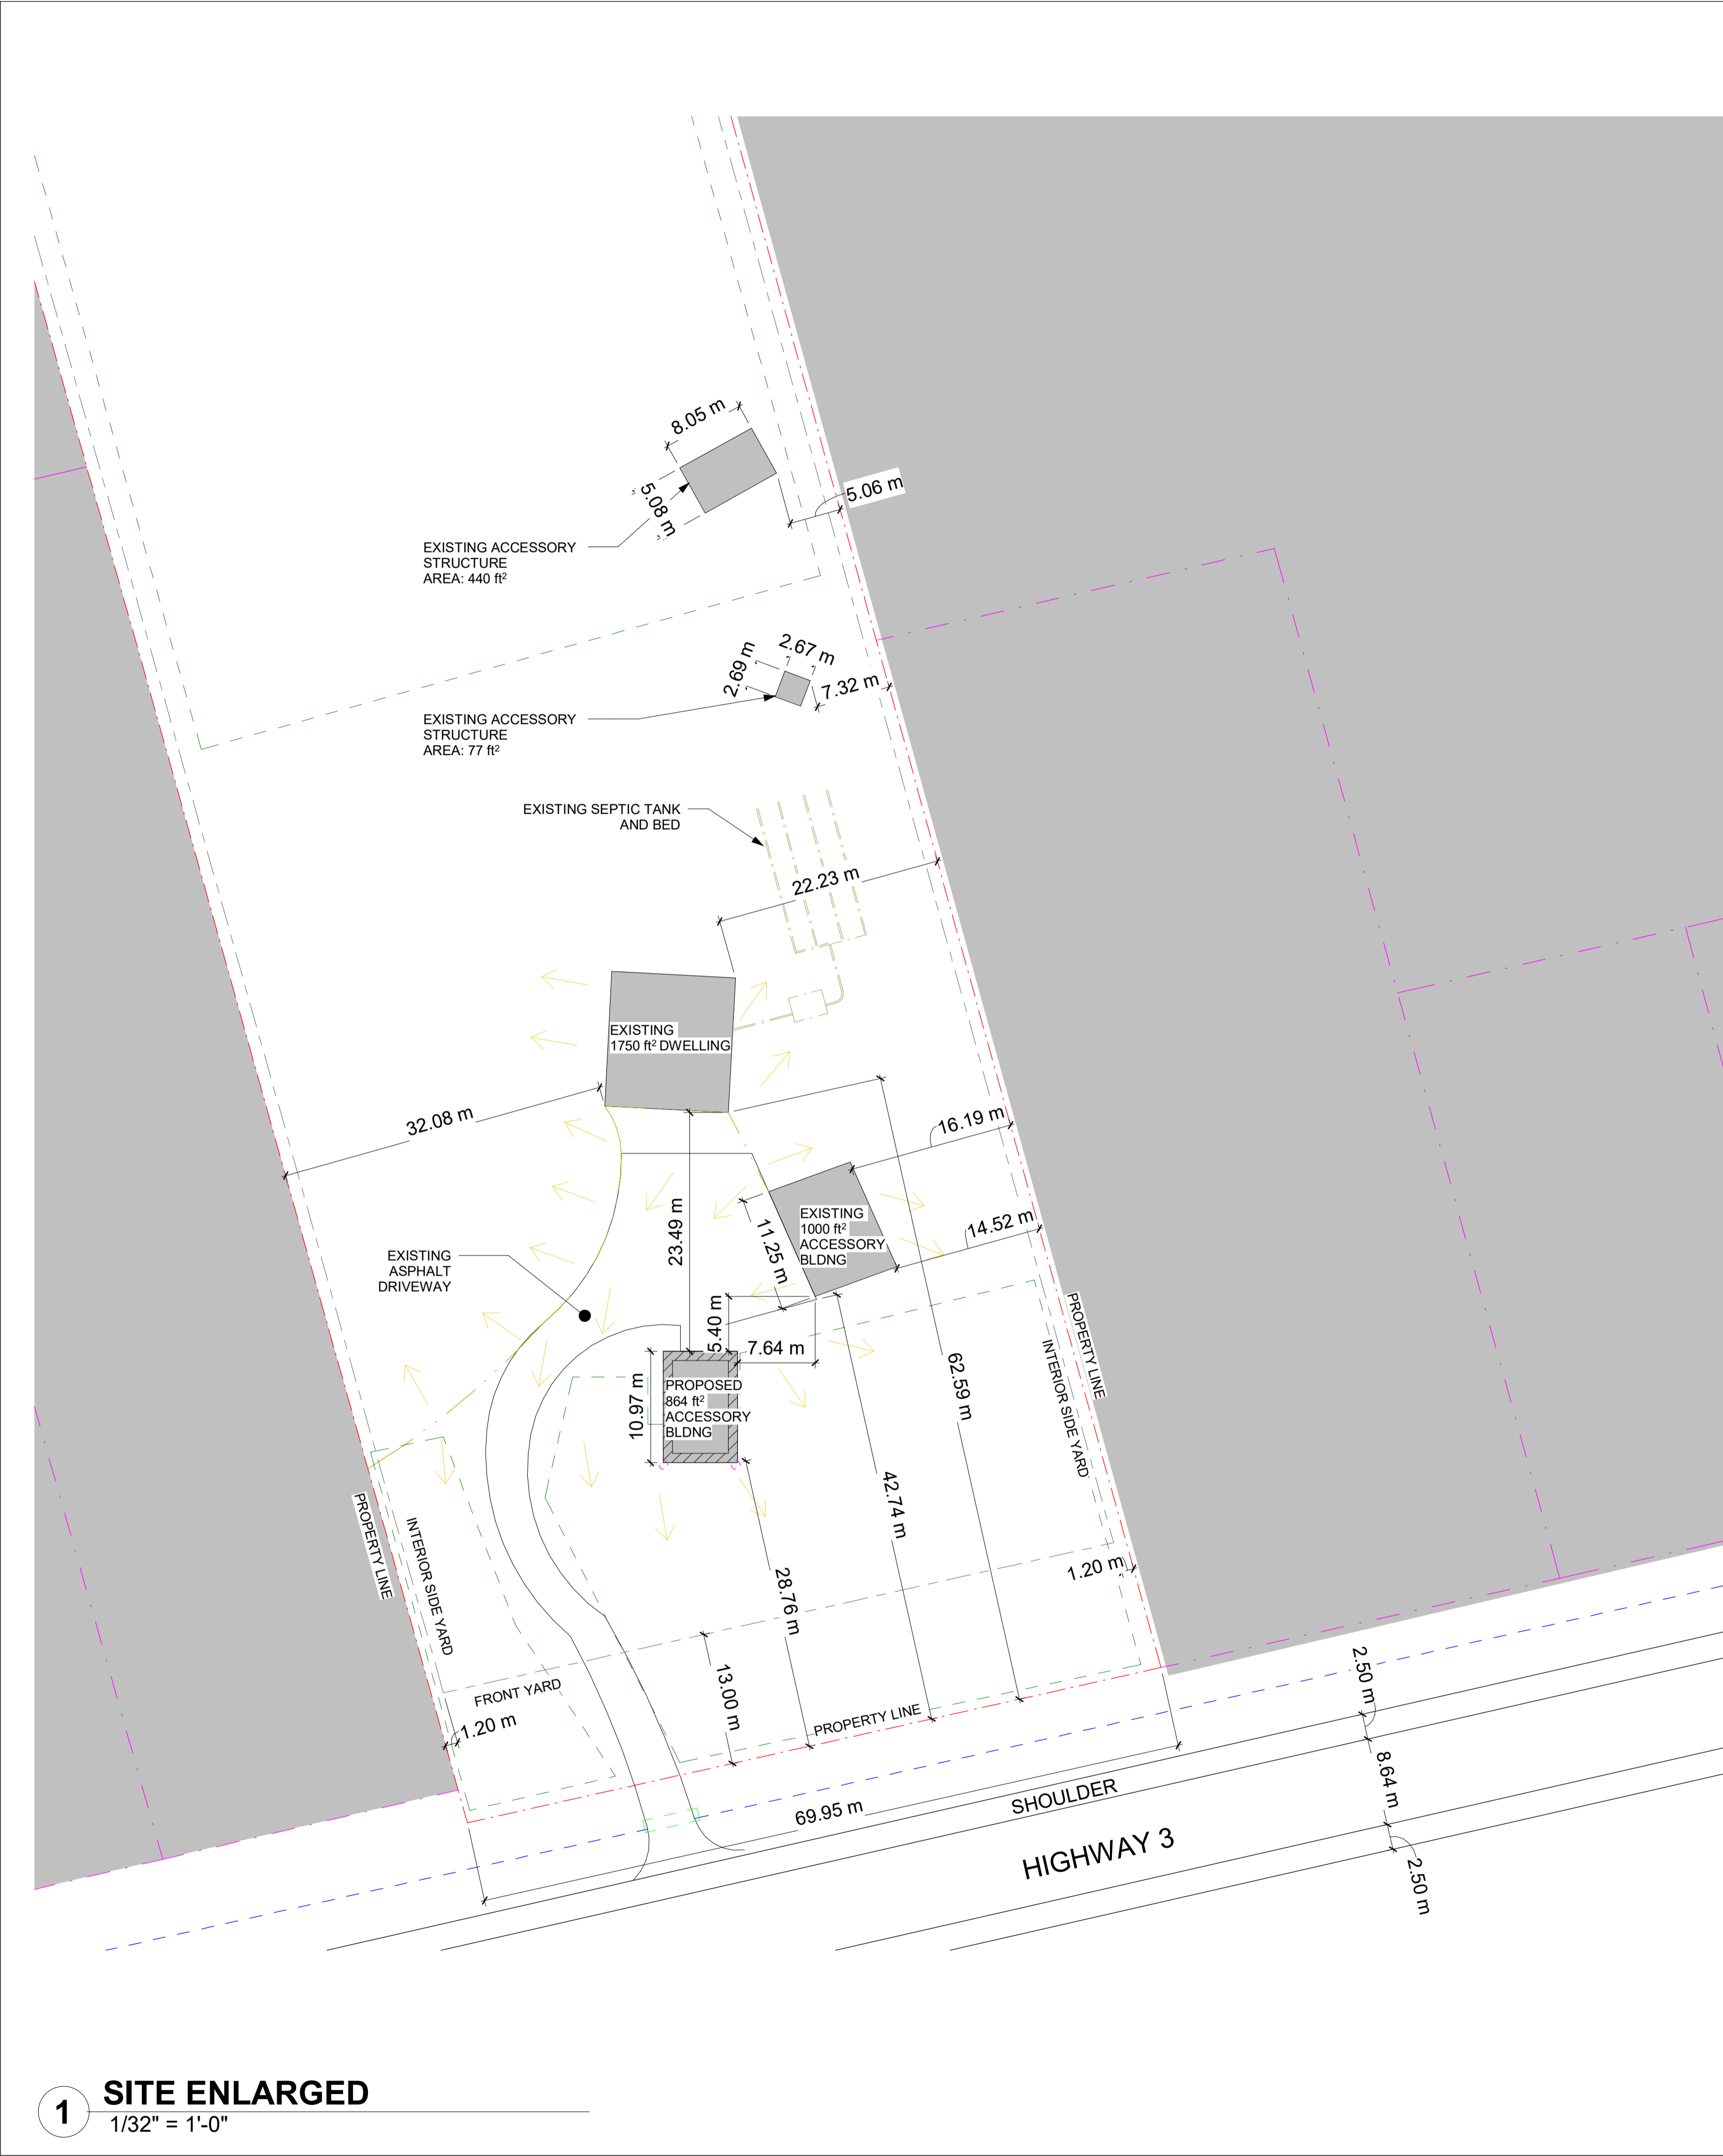 8.05 m
5.08 m
5.06 m
EXISTING ACCESSORY
STRUCTURE
AREA: 440 ft²
2.67 m
2.69 m
7.32 m
EXISTING ACCESSORY
STRUCTURE
AREA: 77 ft²
EXISTING SEPTIC TANK
AND BED
22.23 m
EXISTING
1750 ft² DWELLING
32.08 m
16.19 m
23.49 m
11.25 m
EXISTING
1000 ft²
ACCESSORY
BLDNG
14.52 m
EXISTING
ASPHALT
DRIVEWAY
5.40 m
7.64 m
10.97 m
PROPOSED
864 ft²
ACCESSORY
BLDNG
62.59 m
PROPERTY LINE
INTERIOR SIDE YARD
42.74 m
28.76 m
1.20 m
PROPERTY LINE
INTERIOR SIDE YARD
FRONT YARD
13.00 m
1.20 m
PROPERTY LINE
2.50 m
69.95 m
SHOULDER
8.64 m
HIGHWAY 3
2.50 m
1
SITE ENLARGED
1/32" = 1'-0"